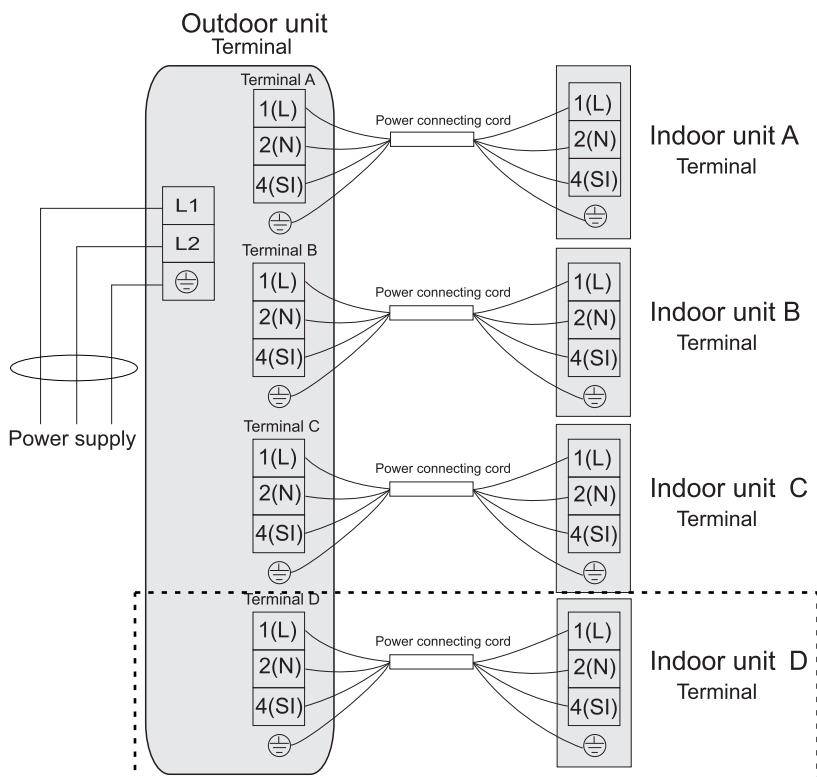 Outdoor unit
Terminal
Terminal A
1(L)
2(N)
4(SI)
Power connecting cord
1(L)
2(N)
4(SI)
Indoor unit A
Terminal
L1
L2
Power supply
Terminal B
1(L)
2(N)
4(SI)
Power connecting cord
1(L)
2(N)
4(SI)
Indoor unit B
Terminal
Terminal C
1(L)
2(N)
4(SI)
Power connecting cord
1(L)
2(N)
4(SI)
Indoor unit C
Terminal
Terminal D
1(L)
2(N)
4(SI)
Power connecting cord
1(L)
2(N)
4(SI)
Indoor unit D
Terminal